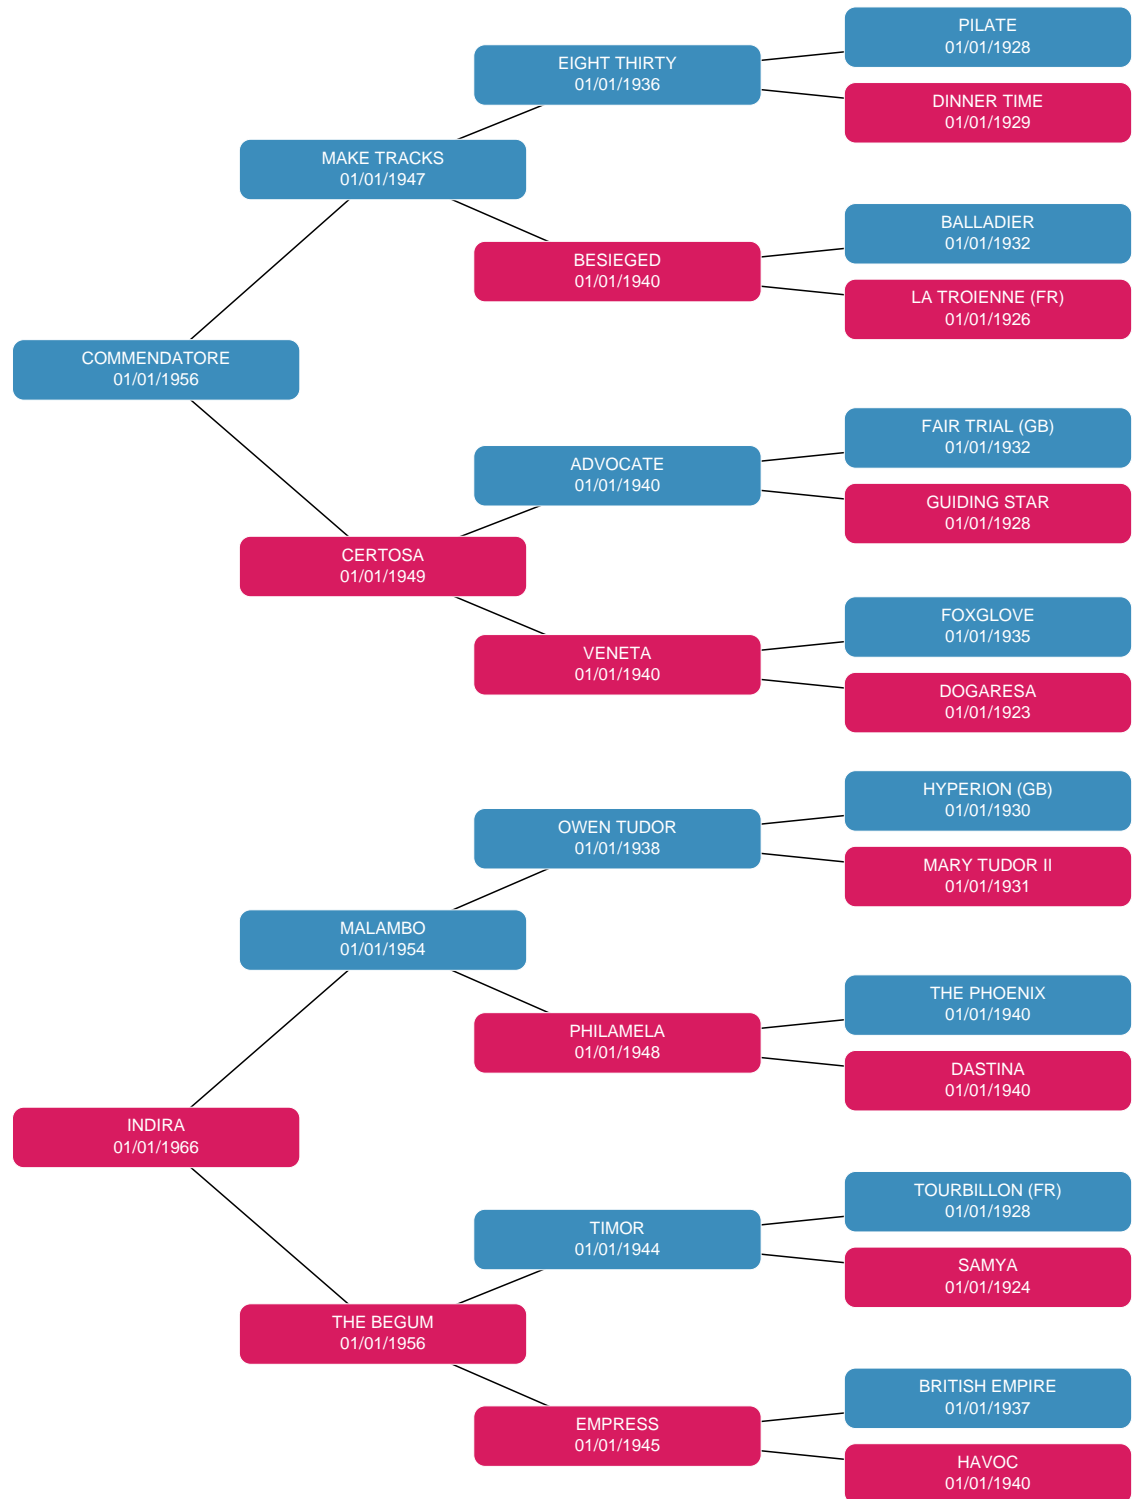 PILATE
01/01/1928
EIGHT THIRTY
01/01/1936
DINNER TIME
01/01/1929
MAKE TRACKS
01/01/1947
BALLADIER
01/01/1932
BESIEGED
01/01/1940
LA TROIENNE (FR)
01/01/1926
COMMENDATORE
01/01/1956
FAIR TRIAL (GB)
01/01/1932
ADVOCATE
01/01/1940
GUIDING STAR
01/01/1928
CERTOSA
01/01/1949
FOXGLOVE
01/01/1935
VENETA
01/01/1940
DOGARESA
01/01/1923
HYPERION (GB)
01/01/1930
OWEN TUDOR
01/01/1938
MARY TUDOR II
01/01/1931
MALAMBO
01/01/1954
THE PHOENIX
01/01/1940
PHILAMELA
01/01/1948
DASTINA
01/01/1940
INDIRA
01/01/1966
TOURBILLON (FR)
01/01/1928
TIMOR
01/01/1944
SAMYA
01/01/1924
THE BEGUM
01/01/1956
BRITISH EMPIRE
01/01/1937
EMPRESS
01/01/1945
HAVOC
01/01/1940